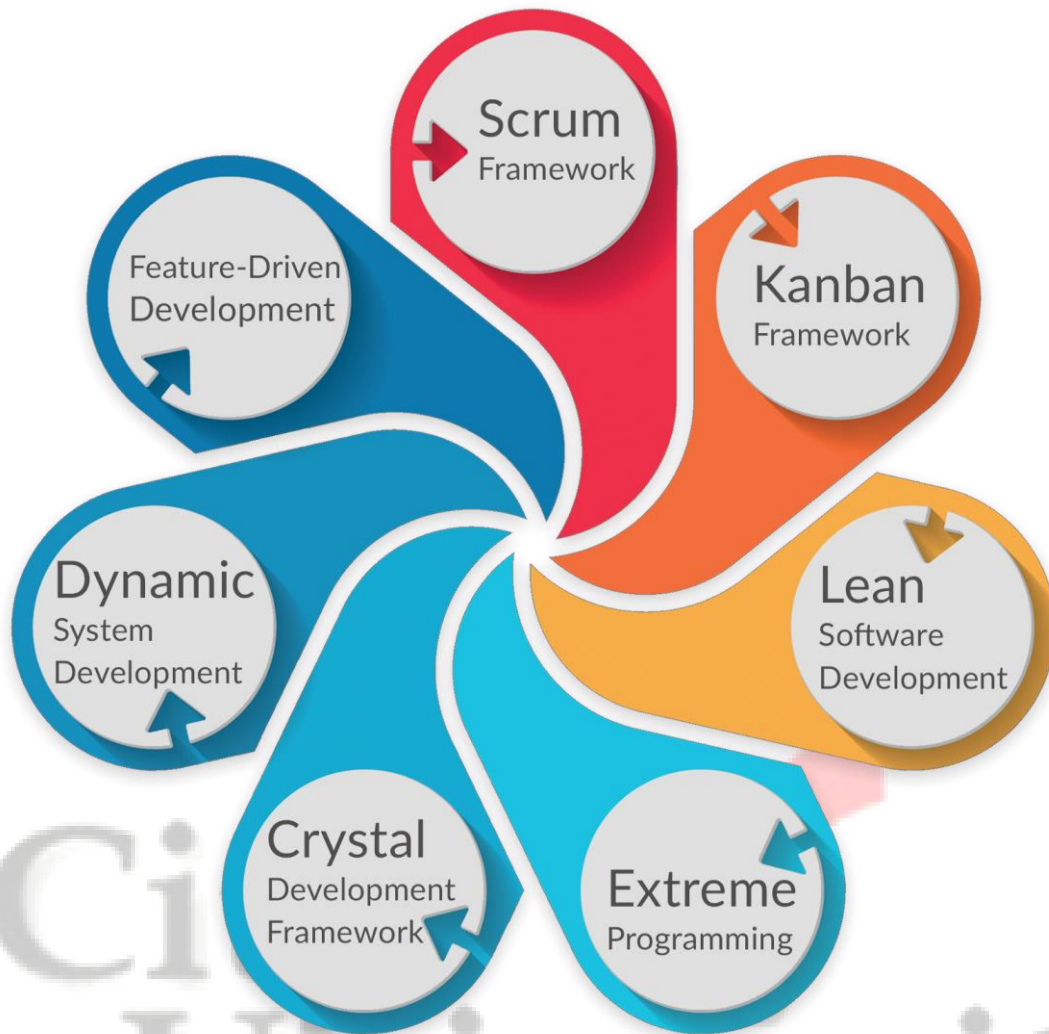 Scrum
Framework
Kanban
Framework
Lean
Software
Development
Extreme
Programming
Crystal
Development
Framework
Dynamic
System
Development
Feature-Driven
Development